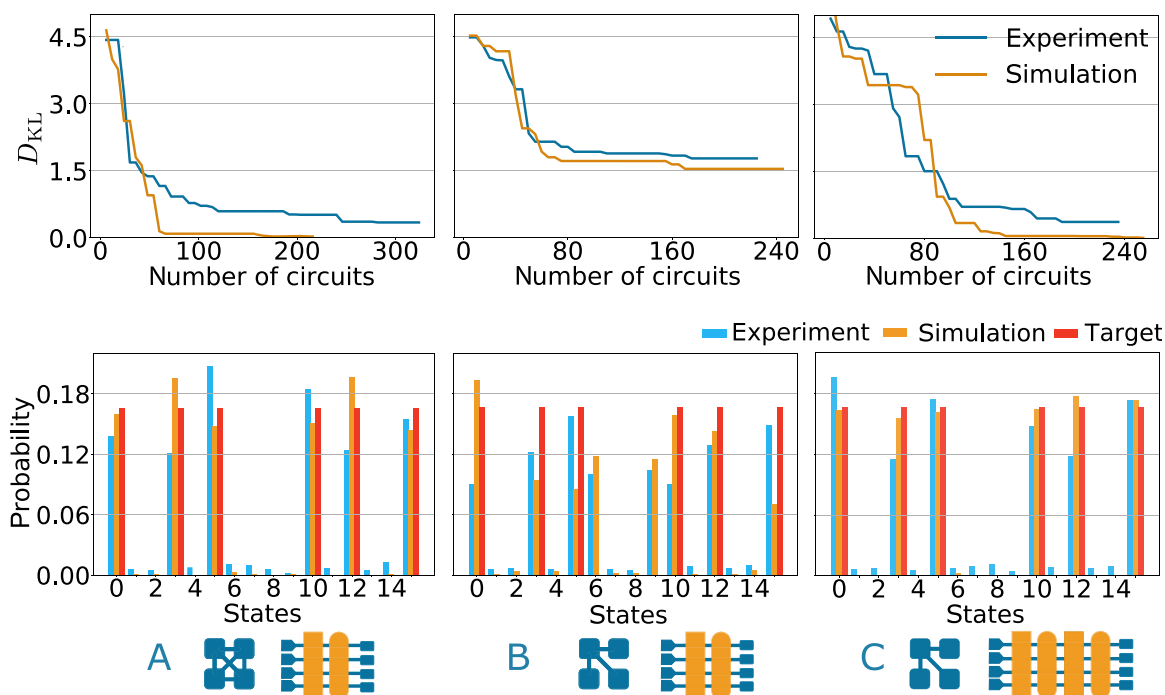 4.5
3.0
1.5
0.0
D_KL
0 100 200 300
Number of circuits
0 80 160 240
Number of circuits
0 80 160 240
Number of circuits
Experiment
Simulation
Experiment Simulation Target
0.18
0.12
0.06
0.00
Probability
0 2 4 6 8 10 12 14
States
0 2 4 6 8 10 12 14
States
0 2 4 6 8 10 12 14
States
A B C